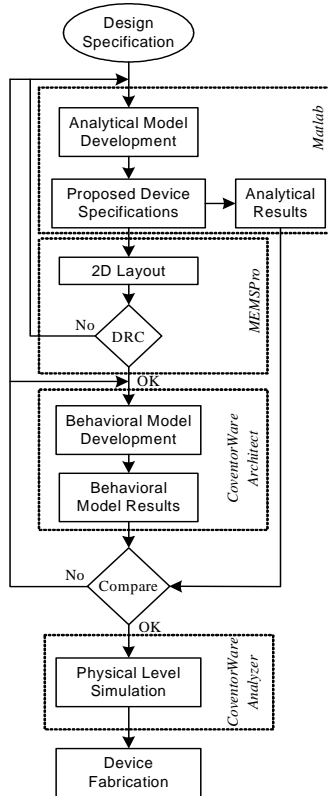 Design
Specification
Matlab
Analytical Model
Development
Proposed Device
Specifications
Analytical
Results
MEMSPro
2D Layout
No
DRC
OK
CoventorWare
Architect
Behavioral Model
Development
Behavioral
Model Results
No
Compare
OK
CoventorWare
Analyzer
Physical Level
Simulation
Device
Fabrication